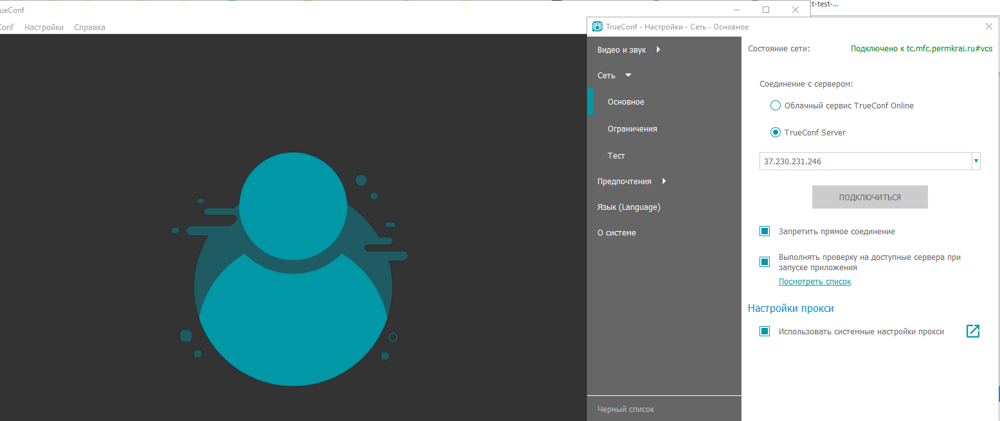 ueConf
Conf Настройки Справка
ct-test-...
TrueConf - Настройки - Сеть - Основное
Видео и звук
Сеть
Основное
Ограничения
Тест
Предпочтения
Язык (Language)
О системе
Черный список
Состояние сети: Подключено к tc.mfc.permkrai.ru#vcs
Соединение с сервером:
Облачный сервис TrueConf Online
TrueConf Server
37.230.231.246
ПОДКЛЮЧИТЬСЯ
Запретить прямое соединение
Выполнять проверку на доступные сервера при
запуске приложения
Посмотреть список
Настройки прокси
Использовать системные настройки прокси